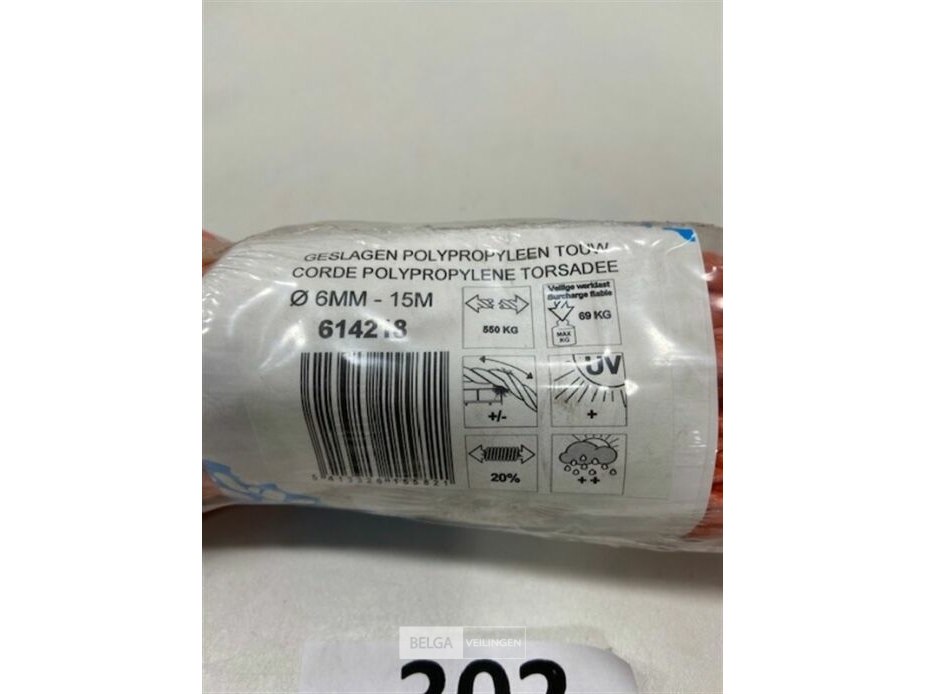 GESLAGEN POLYPROPYLEEN TOUW
CORDE POLYPROPYLENE TORSADEE
Ø 6MM - 15M
614218
550 KG
Veilige werklast
Surcharge fiable
69 KG
MAX
KG
+/-
UV
+
20%
++
BELGA VEILINGEN
302